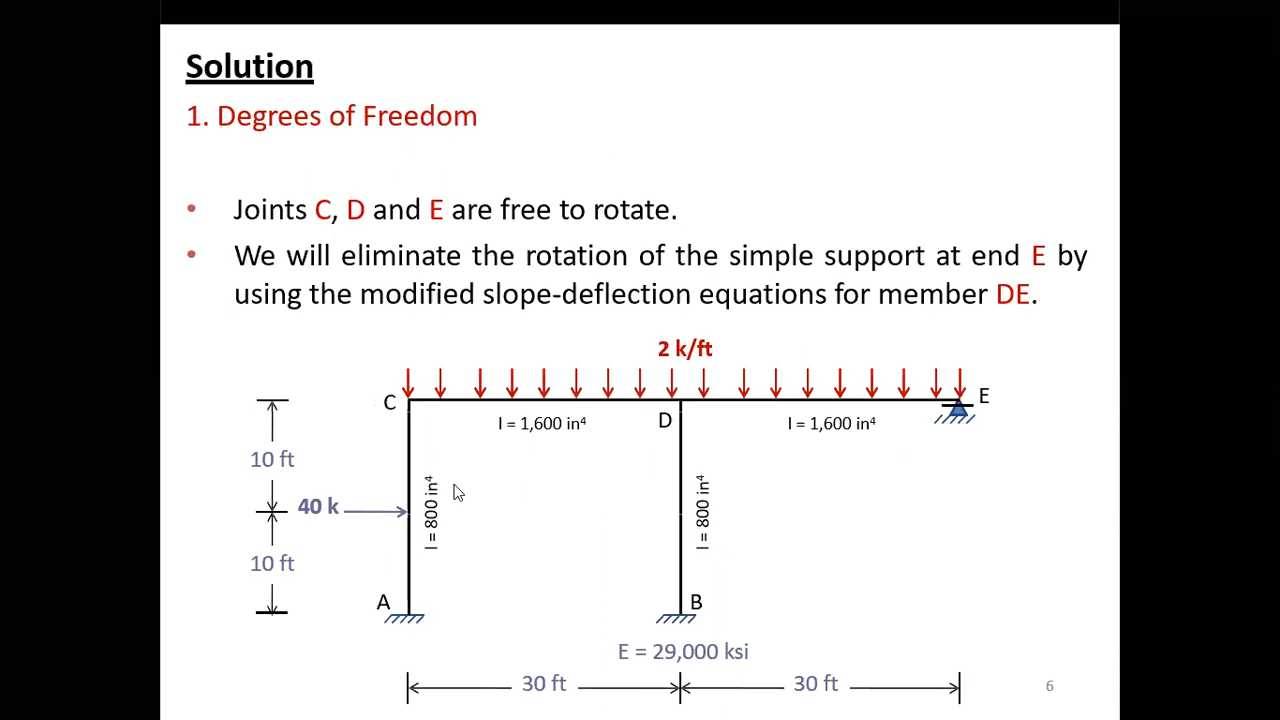 Solution
1. Degrees of Freedom
• Joints C, D and E are free to rotate.
• We will eliminate the rotation of the simple support at end E by
using the modified slope-deflection equations for member DE.
2 k/ft
C
E
I = 1,600 in⁴
D
I = 1,600 in⁴
10 ft
40 k
I = 800 in⁴
I = 800 in⁴
10 ft
A
B
E = 29,000 ksi
30 ft
30 ft
6